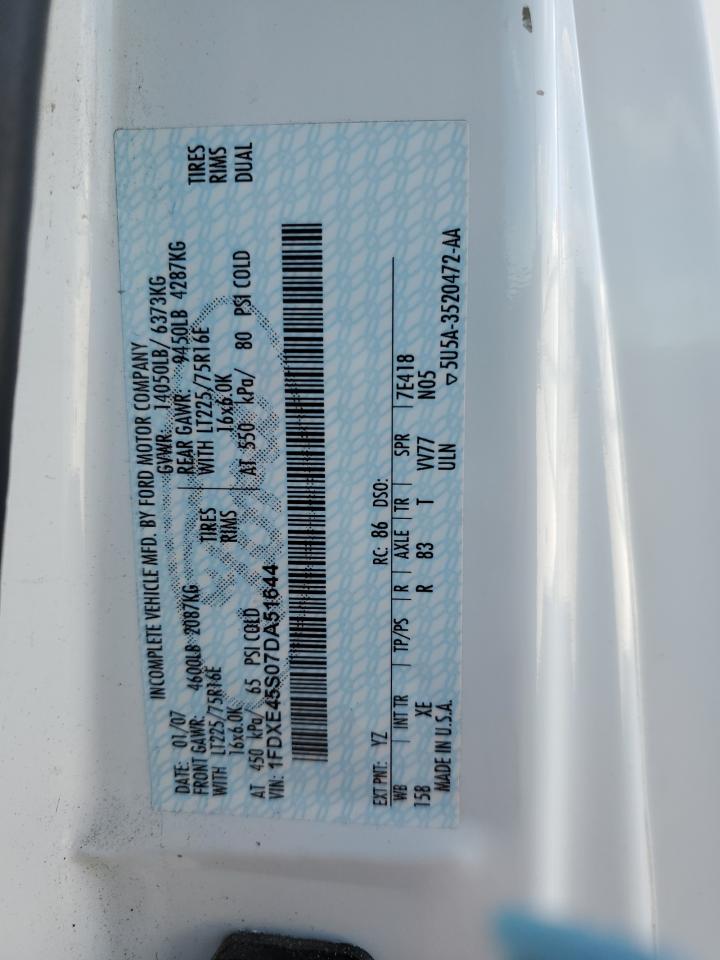 INCOMPLETE VEHICLE MFD. BY FORD MOTOR COMPANY
DATE: 01/07 GVWR: 14050LB/ 6373KG
FRONT GAWR: 4600LB 2087KG REAR GAWR: 9450LB 4287KG
WITH LT225/75R16E TIRES WITH LT225/75R16E TIRES
16x6.0K RIMS 16x6.0K RIMS
AT 450 kPa/ 65 PSI COLD AT 550 kPa/ 80 PSI COLD DUAL
VIN: 1FDXE45S07DA51644
EXT PNT: YZ RC: 86 DSO:
WB INT TR TP/PS R AXLE TR SPR 7E418
158 XE R 83 T VV77 N05
MADE IN U.S.A. ULN
▽5U5A-3520472-AA